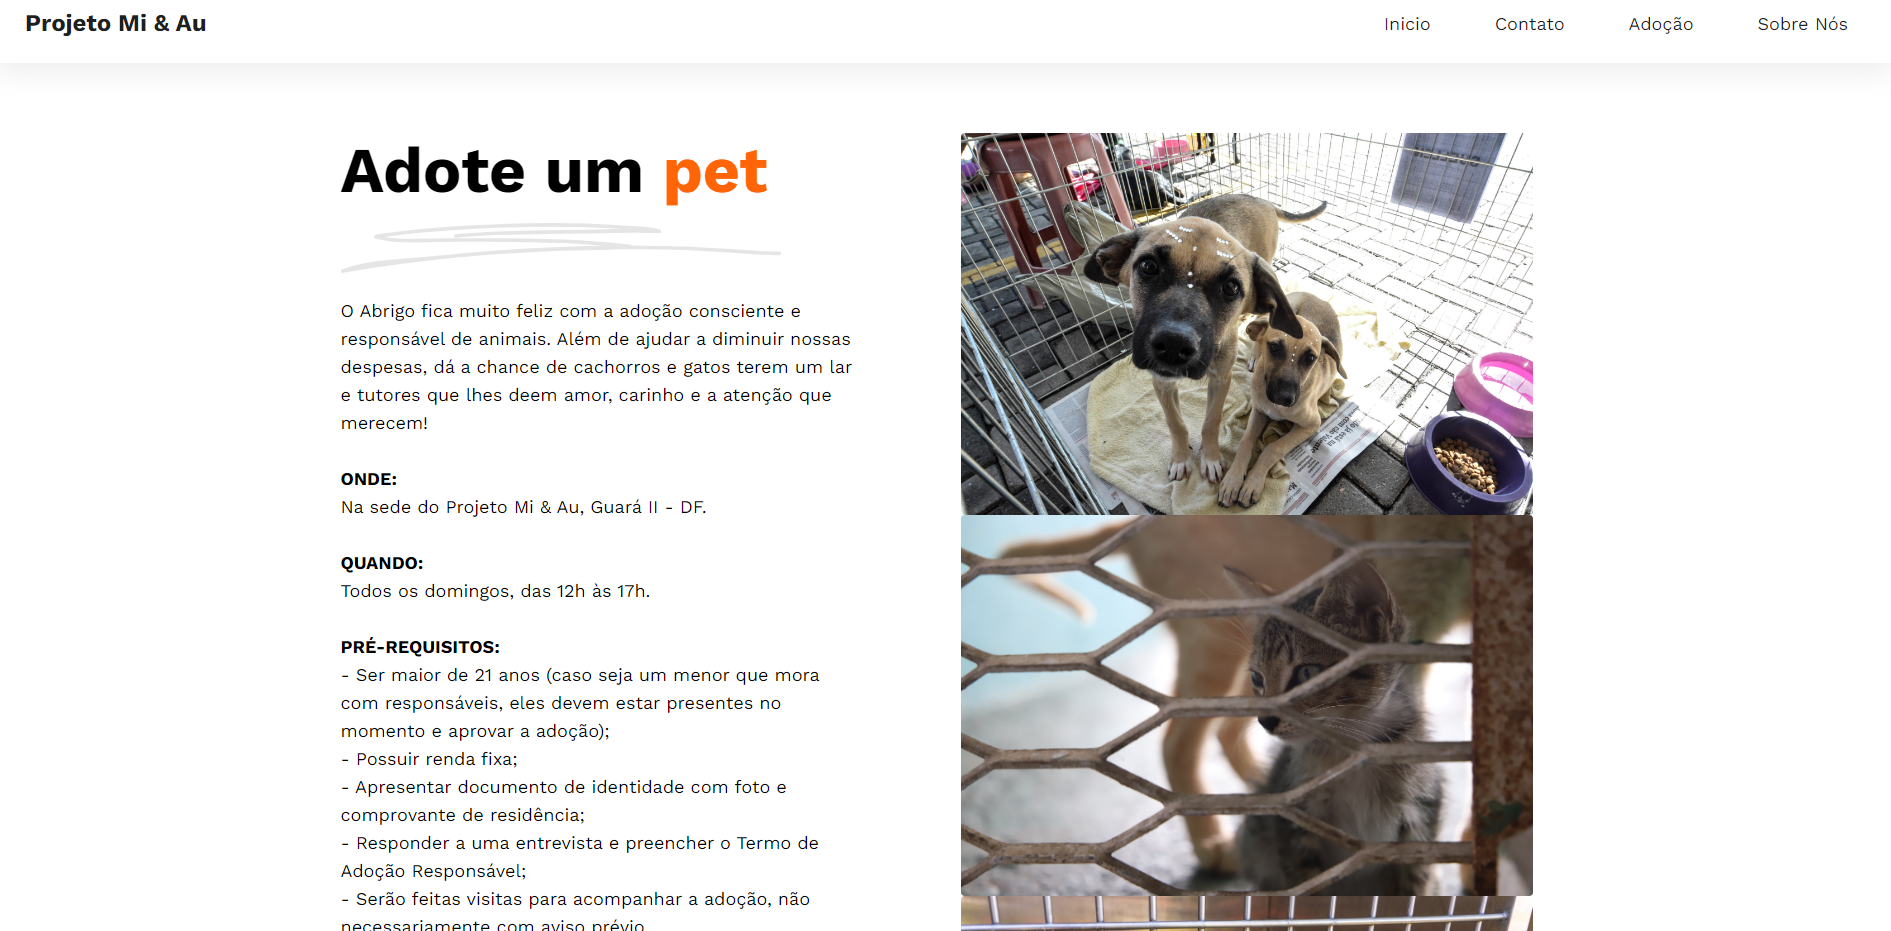 Projeto Mi & Au
Inicio
Contato
Adoção
Sobre Nós
Adote um pet
O Abrigo fica muito feliz com a adoção consciente e
responsável de animais. Além de ajudar a diminuir nossas
despesas, dá a chance de cachorros e gatos terem um lar
e tutores que lhes deem amor, carinho e a atenção que
merecem!
ONDE:
Na sede do Projeto Mi & Au, Guará II - DF.
QUANDO:
Todos os domingos, das 12h às 17h.
PRÉ-REQUISITOS:
- Ser maior de 21 anos (caso seja um menor que mora
com responsáveis, eles devem estar presentes no
momento e aprovar a adoção);
- Possuir renda fixa;
- Apresentar documento de identidade com foto e
comprovante de residência;
- Responder a uma entrevista e preencher o Termo de
Adoção Responsável;
- Serão feitas visitas para acompanhar a adoção, não
necessariamente com aviso prévio